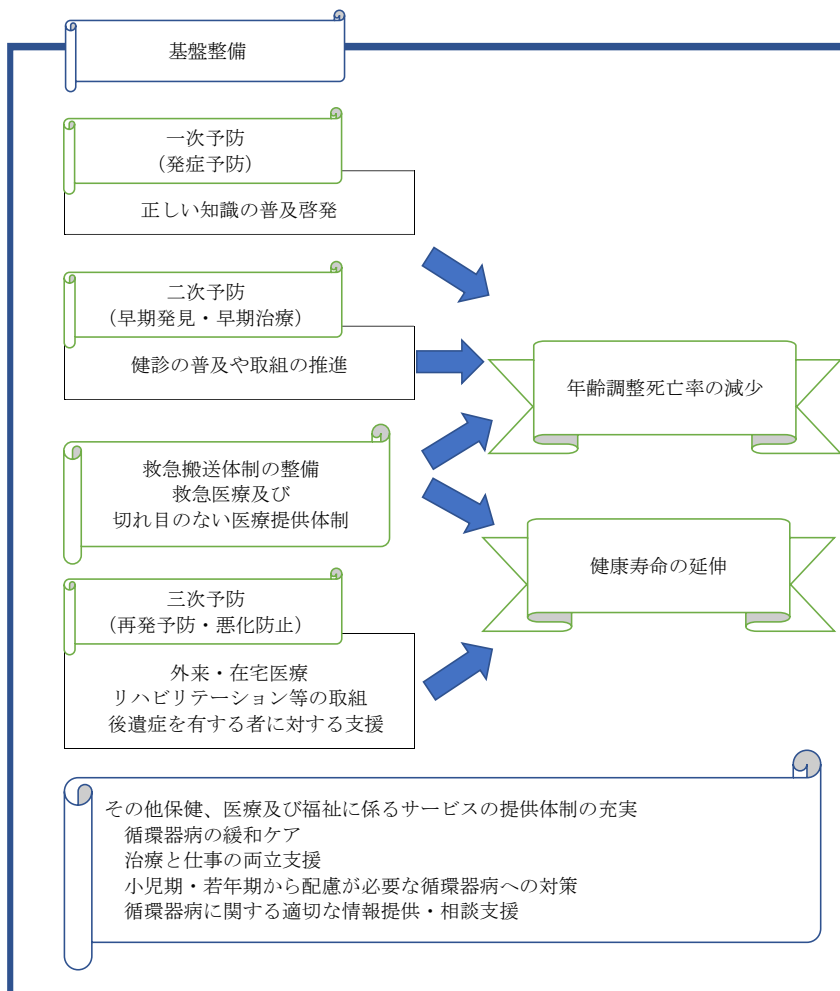 基盤整備
一次予防
(発症予防)
正しい知識の普及啓発
二次予防
(早期発見・早期治療)
健診の普及や取組の推進
年齢調整死亡率の減少
救急搬送体制の整備
救急医療及び
切れ目のない医療提供体制
健康寿命の延伸
三次予防
(再発予防・悪化防止)
外来・在宅医療
リハビリテーション等の取組
後遺症を有する者に対する支援
その他保健、医療及び福祉に係るサービスの提供体制の充実
循環器病の緩和ケア
治療と仕事の両立支援
小児期・若年期から配慮が必要な循環器病への対策
循環器病に関する適切な情報提供・相談支援